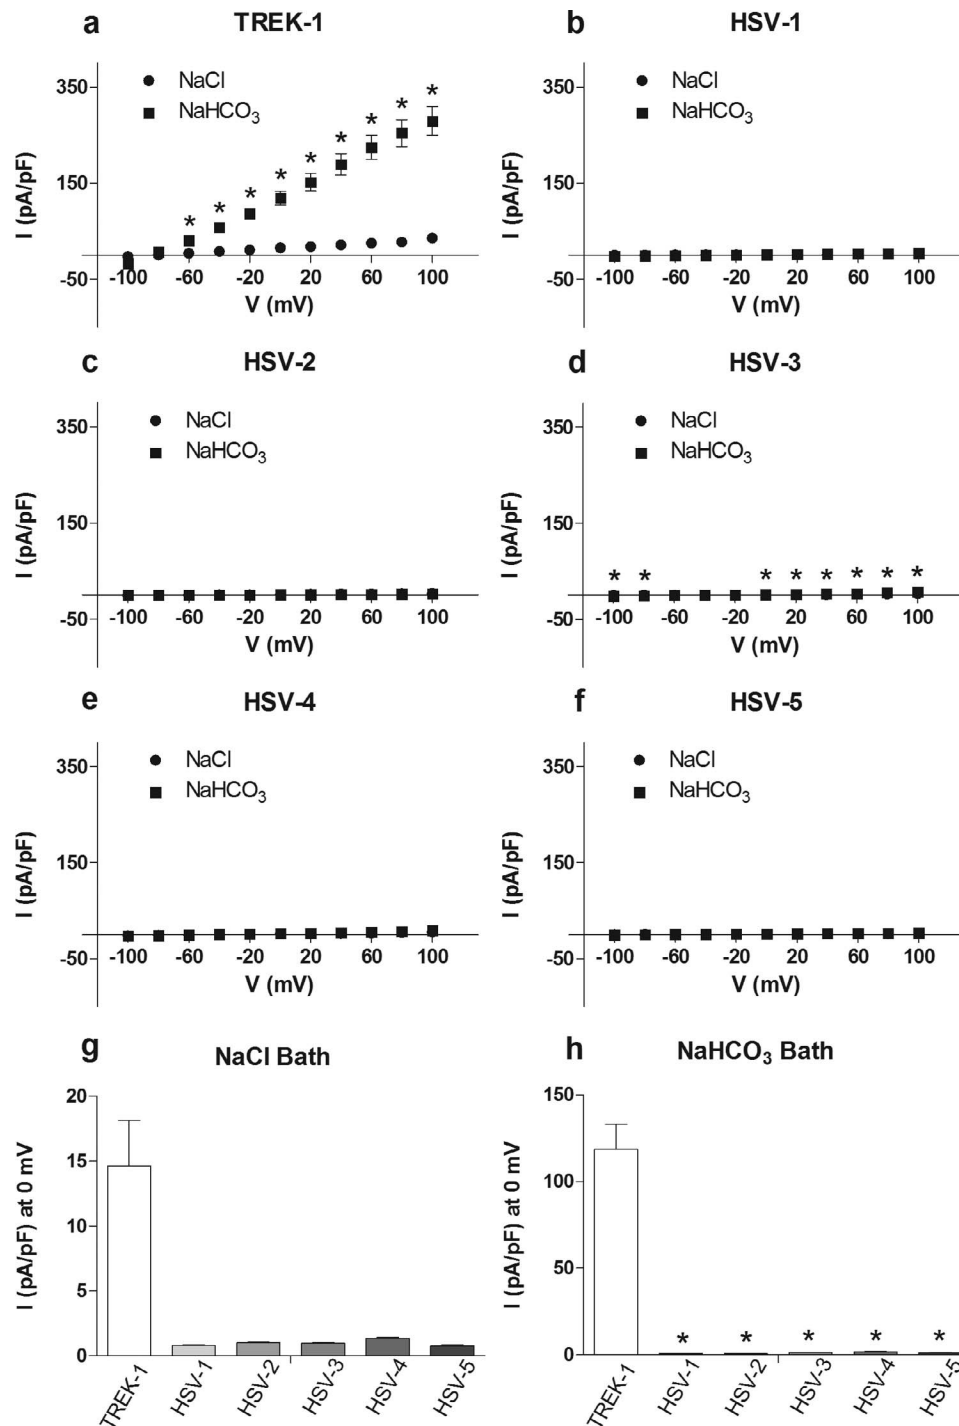 a TREK-1
NaCl
NaHCO3
* * * * * * * * *
350
150
-50
I (pA/pF)
-100 -60 -20 20 60 100
V (mV)
b HSV-1
NaCl
NaHCO3
350
150
-50
I (pA/pF)
-100 -60 -20 20 60 100
V (mV)
c HSV-2
NaCl
NaHCO3
350
150
-50
I (pA/pF)
-100 -60 -20 20 60 100
V (mV)
d HSV-3
NaCl
NaHCO3
350
150
* * * * * * * *
-50
I (pA/pF)
-100 -60 -20 20 60 100
V (mV)
e HSV-4
NaCl
NaHCO3
350
150
-50
I (pA/pF)
-100 -60 -20 20 60 100
V (mV)
f HSV-5
NaCl
NaHCO3
350
150
-50
I (pA/pF)
-100 -60 -20 20 60 100
V (mV)
g NaCl Bath
20
15
10
5
0
I (pA/pF) at 0 mV
TREK-1 HSV-1 HSV-2 HSV-3 HSV-4 HSV-5
h NaHCO3 Bath
150
100
50
0
I (pA/pF) at 0 mV
* * * * *
TREK-1 HSV-1 HSV-2 HSV-3 HSV-4 HSV-5